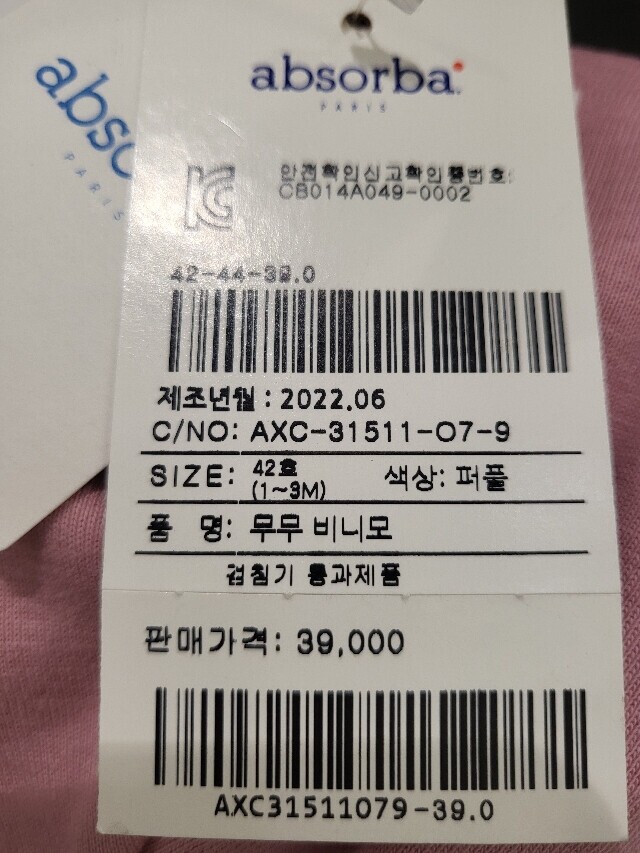 absorba
PARIS
abso
PARIS
안전확인신고확인증번호:
CB014A049-0002
42-44-39.0
제조년월 : 2022.06
C/NO: AXC-31511-07-9
SIZE: 42호 (1~3M) 색상: 퍼플
품 명: 무무 비니모
검침기 통과제품
판매가격: 39,000
AXC31511079-39.0